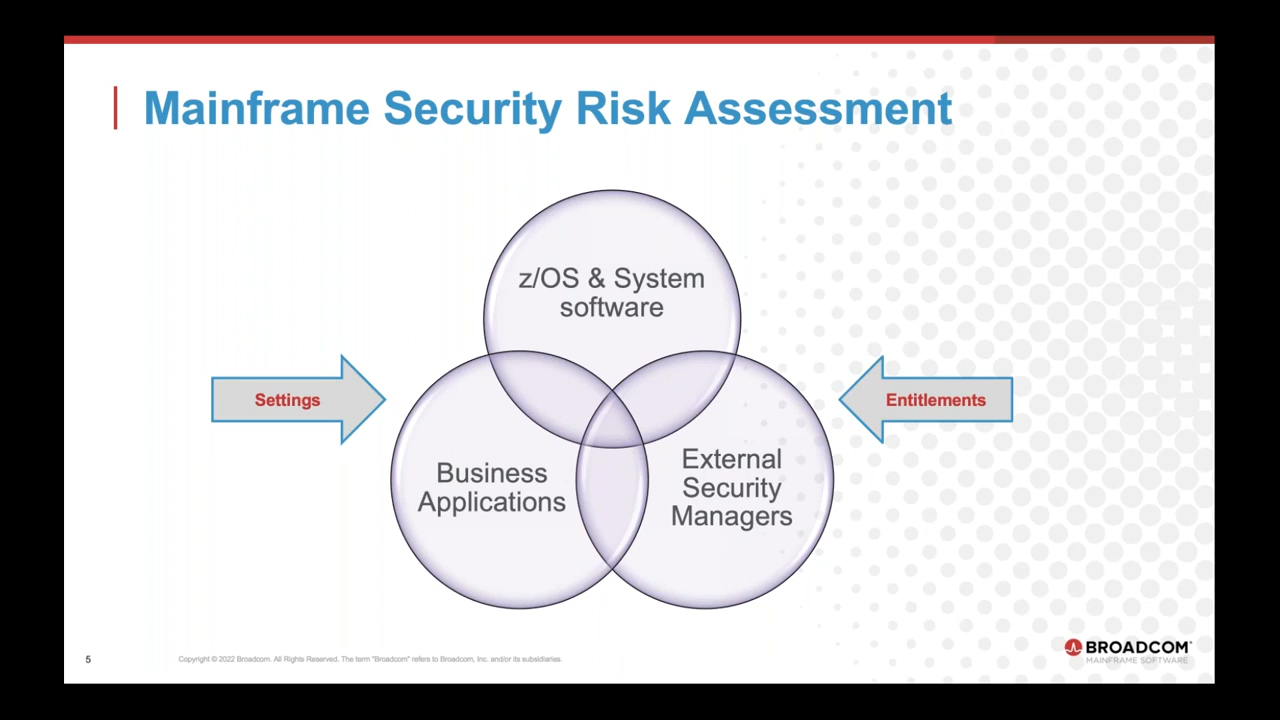 Mainframe Security Risk Assessment
z/OS & System
software
Settings
Entitlements
Business
Applications
External
Security
Managers
5
Copyright © 2022 Broadcom. All Rights Reserved. The term "Broadcom" refers to Broadcom, Inc. and/or its subsidiaries.
BROADCOM®
MAINFRAME SOFTWARE